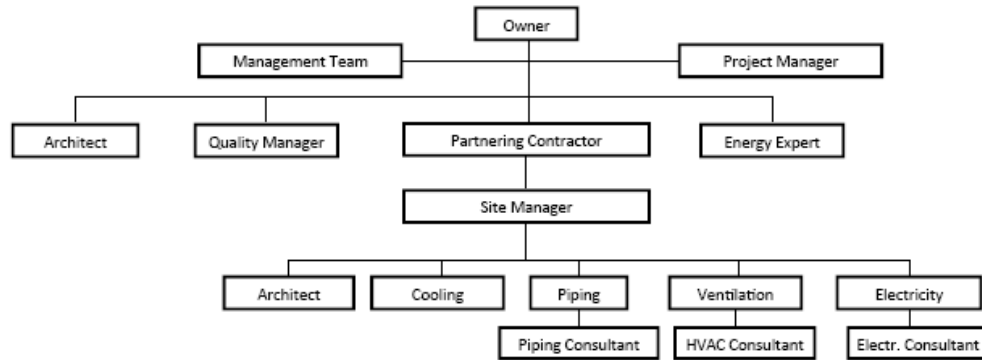 Owner
Management Team
Project Manager
Architect
Quality Manager
Partnering Contractor
Energy Expert
Site Manager
Architect
Cooling
Piping
Ventilation
Electricity
Piping Consultant
HVAC Consultant
Electr. Consultant